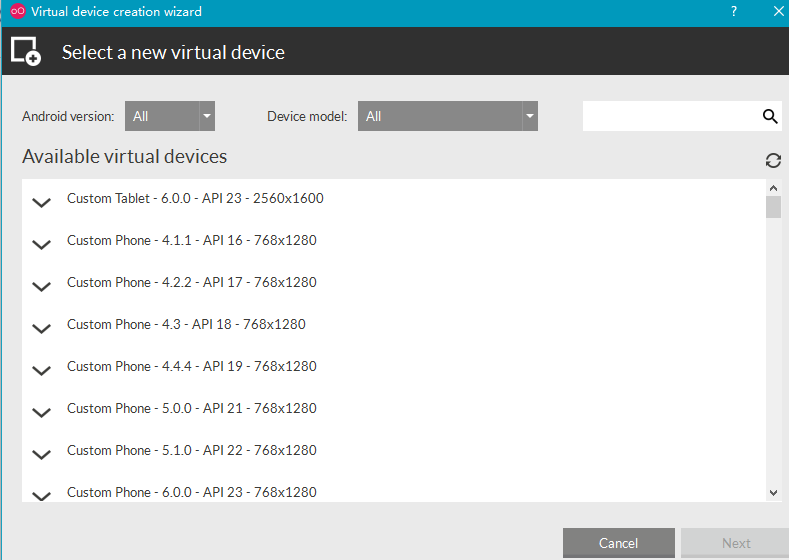 Virtual device creation wizard ?
Select a new virtual device
Android version: All Device model: All
Available virtual devices
Custom Tablet - 6.0.0 - API 23 - 2560x1600
Custom Phone - 4.1.1 - API 16 - 768x1280
Custom Phone - 4.2.2 - API 17 - 768x1280
Custom Phone - 4.3 - API 18 - 768x1280
Custom Phone - 4.4.4 - API 19 - 768x1280
Custom Phone - 5.0.0 - API 21 - 768x1280
Custom Phone - 5.1.0 - API 22 - 768x1280
Custom Phone - 6.0.0 - API 23 - 768x1280
Cancel Next